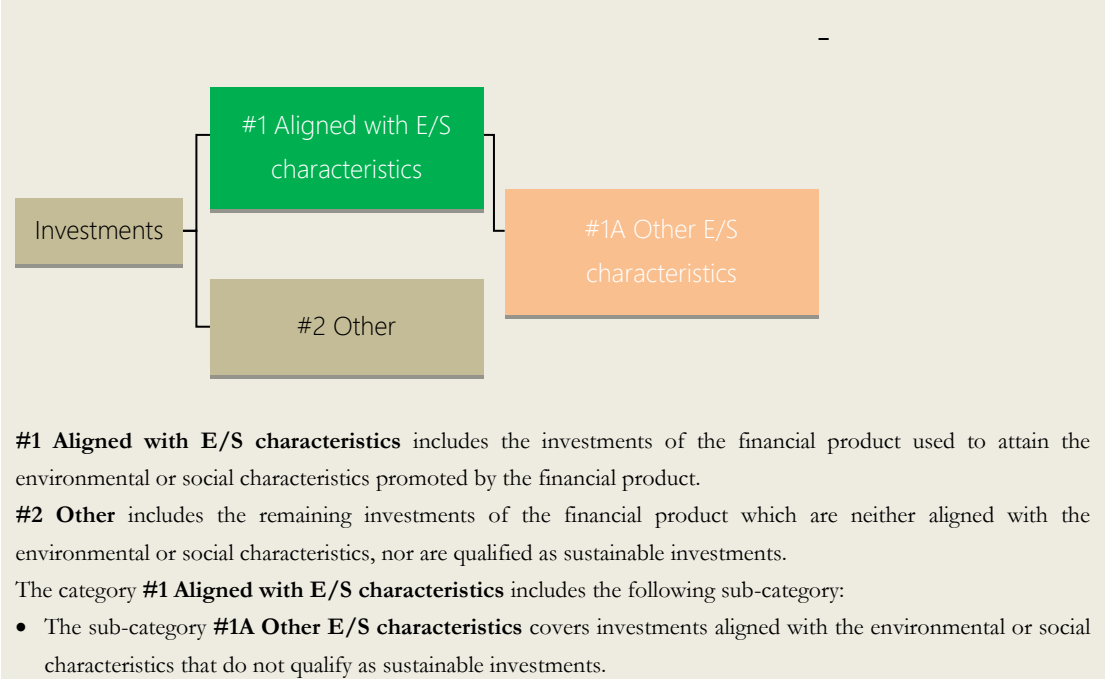 –
#1 Aligned with E/S
characteristics
Investments
#1A Other E/S
characteristics
#2 Other
#1 Aligned with E/S characteristics includes the investments of the financial product used to attain the
environmental or social characteristics promoted by the financial product.
#2 Other includes the remaining investments of the financial product which are neither aligned with the
environmental or social characteristics, nor are qualified as sustainable investments.
The category #1 Aligned with E/S characteristics includes the following sub-category:
• The sub-category #1A Other E/S characteristics covers investments aligned with the environmental or social
characteristics that do not qualify as sustainable investments.